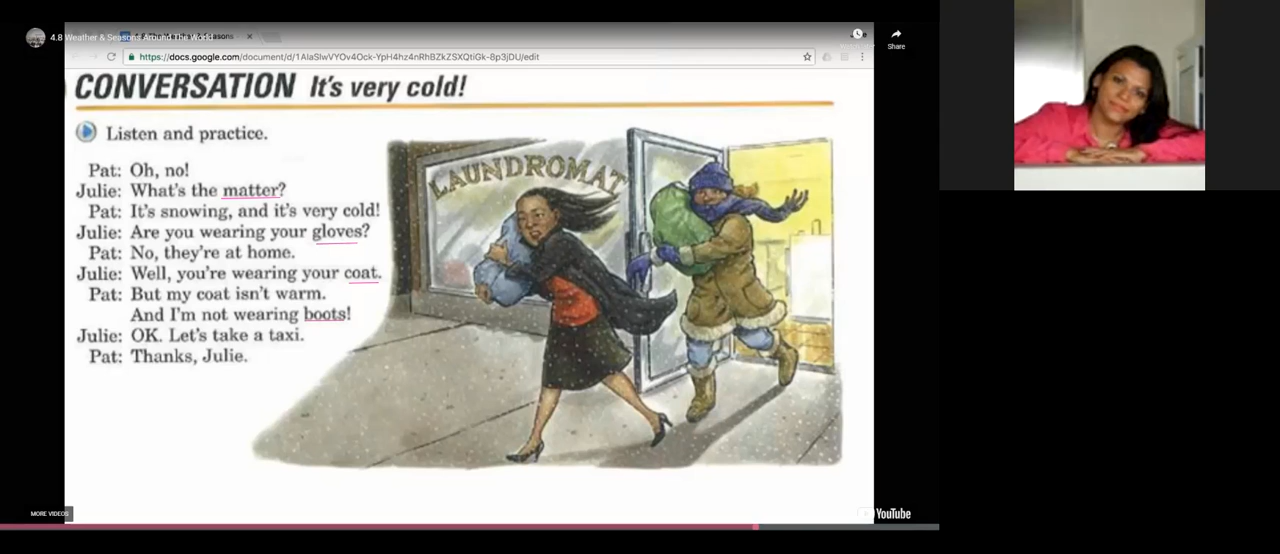 4.8 Weather & Seasons Around The World
Share
https://docs.google.com/document/d/1AIaSlwVYOv4Ock-YpH4hz4nRhBZkZSXQtiGk-8p3jDU/edit
CONVERSATION It's very cold!
Listen and practice.
Pat: Oh, no!
Julie: What's the matter?
Pat: It's snowing, and it's very cold!
Julie: Are you wearing your gloves?
Pat: No, they're at home.
Julie: Well, you're wearing your coat.
Pat: But my coat isn't warm.
And I'm not wearing boots!
Julie: OK. Let's take a taxi.
Pat: Thanks, Julie.
LAUNDROMAT
MORE VIDEOS
YouTube